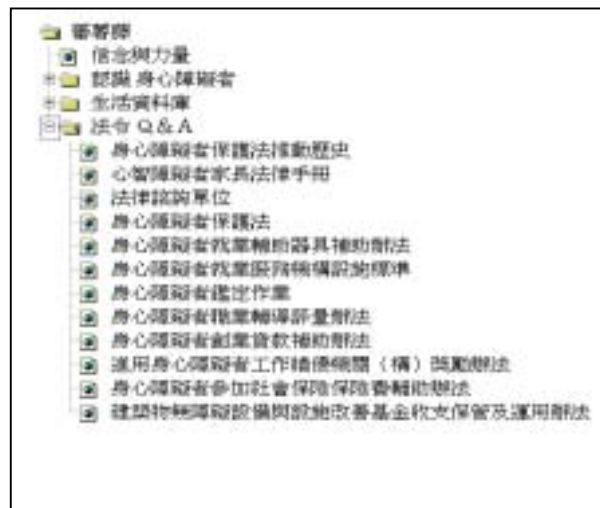 蕃薯藤
信念與力量
認識 身心障礙者
生活資料庫
法令 Q & A
身心障礙者保護法推動歷史
心智障礙者家長法律手冊
法律諮詢單位
身心障礙者保護法
身心障礙者就業輔助器具補助辦法
身心障礙者就業服務機構設施標準
身心障礙者鑑定作業
身心障礙者職業輔導評量辦法
身心障礙者創業貸款補助辦法
進用身心障礙者工作績優機關（構）獎勵辦法
身心障礙者參加社會保險保險費輔助辦法
建築物無障礙設備與設施改善基金收支保管及運用辦法